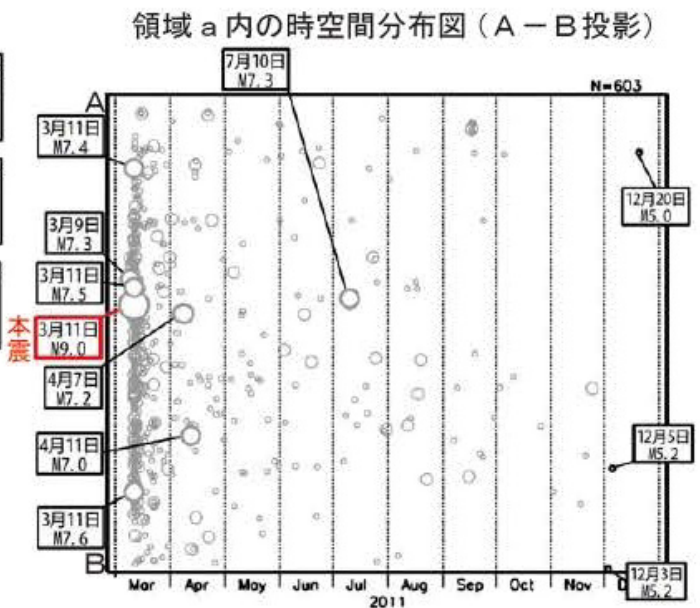 領域a内の時空間分布図（A－B投影）
7月10日
M7.3
N=603
A
3月11日
M7.4
12月20日
M5.0
3月9日
M7.3
3月11日
M7.5
本震
3月11日
M9.0
4月7日
M7.2
12月5日
M5.2
4月11日
M7.0
3月11日
M7.6
B
12月3日
M5.2
Mar Apr May Jun Jul Aug Sep Oct Nov D
2011